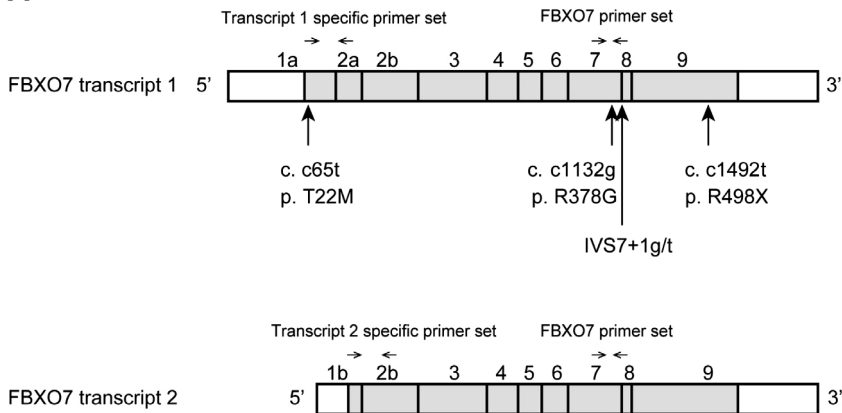 Transcript 1 specific primer set FBXO7 primer set
1a 2a 2b 3 4 5 6 7 8 9
FBXO7 transcript 1 5’ 3’
c. c65t c. c1132g c. c1492t
p. T22M p. R378G p. R498X
IVS7+1g/t
Transcript 2 specific primer set FBXO7 primer set
1b 2b 3 4 5 6 7 8 9
FBXO7 transcript 2 5’ 3’